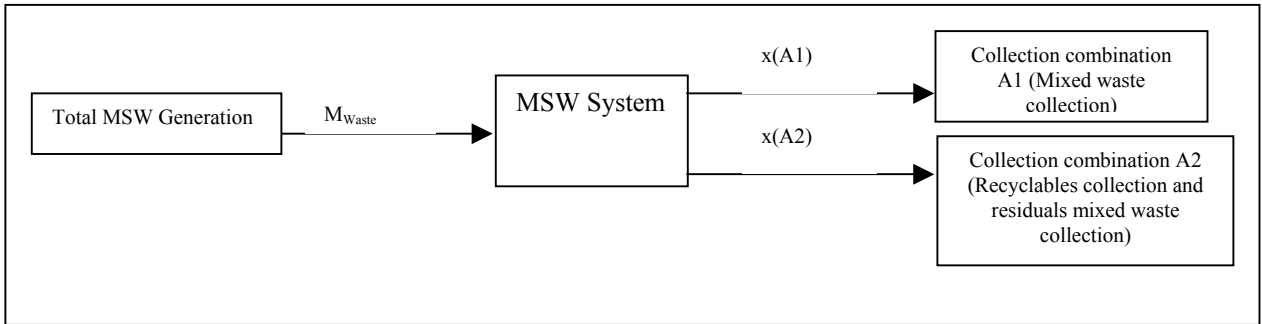 Total MSW Generation
M_Waste
MSW System
x(A1)
x(A2)
Collection combination
A1 (Mixed waste
collection)
Collection combination A2
(Recyclables collection and
residuals mixed waste
collection)